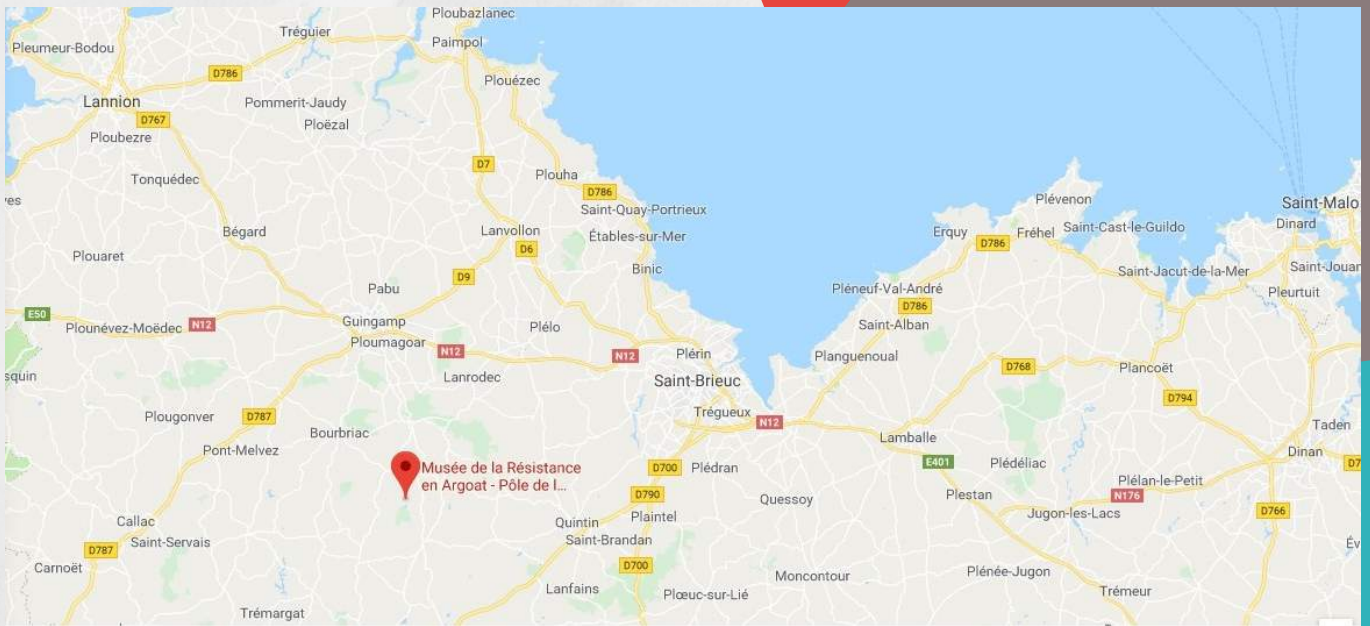 Ploubazlanec
Tréguier
Paimpol
Pleumeur-Bodou
D786
Plouézec
Lannion
Pommerit-Jaudy
D767
Ploëzal
Ploubezre
D7
Tonquédec
Plouha
D786
Plévenon
Saint-Quay-Portrieux
Saint-Malo
Bégard
Lanvollon
Étables-sur-Mer
Erquy
D786
Fréhel
Saint-Cast-le-Guildo
Dinard
D6
Plouaret
Binic
Saint-Jacut-de-la-Mer
Saint-Jouan
D9
Pabu
Pléneuf-Val-André
Pleurtuit
D786
E50
Plounévez-Moëdec
N12
Guingamp
Plélo
Saint-Alban
Ploumagoar
N12
N12
Plérin
Planguenoual
D768
Plancoët
squin
Lanrodec
Saint-Brieuc
D794
Plougonver
D787
Trégueux
N12
Taden
Bourbriac
Lamballe
Pont-Melvez
Dinan
Musée de la Résistance
en Argoat - Pôle de l...
D700
Plédran
E401
Plédéliac
D7
Plélan-le-Petit
D790
Quessoy
Plestan
N176
Callac
Quintin
Plaintel
Jugon-les-Lacs
D766
Saint-Servais
Saint-Brandan
D787
Év
Carnoët
D700
Moncontour
Plénée-Jugon
Lanfains
Plœuc-sur-Lié
Trémeur
Trémargat